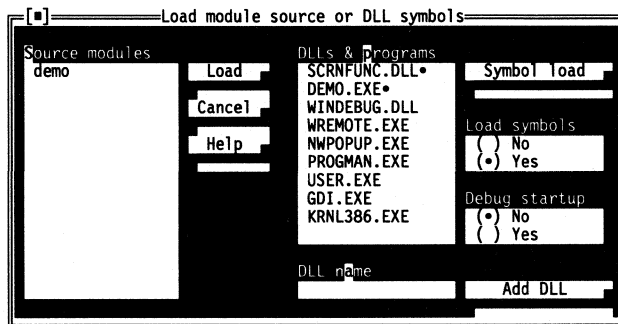 [■] Load module source or DLL symbols
Source modules
demo
Load
Cancel
Help
DLLs & programs
SCRNFUNC.DLL•
DEMO.EXE•
WINDEBUG.DLL
WREMOTE.EXE
NWPOPUP.EXE
PROGMAN.EXE
USER.EXE
GDI.EXE
KRNL386.EXE
DLL name
Symbol load
Load symbols
( ) No
(•) Yes
Debug startup
(•) No
( ) Yes
Add DLL